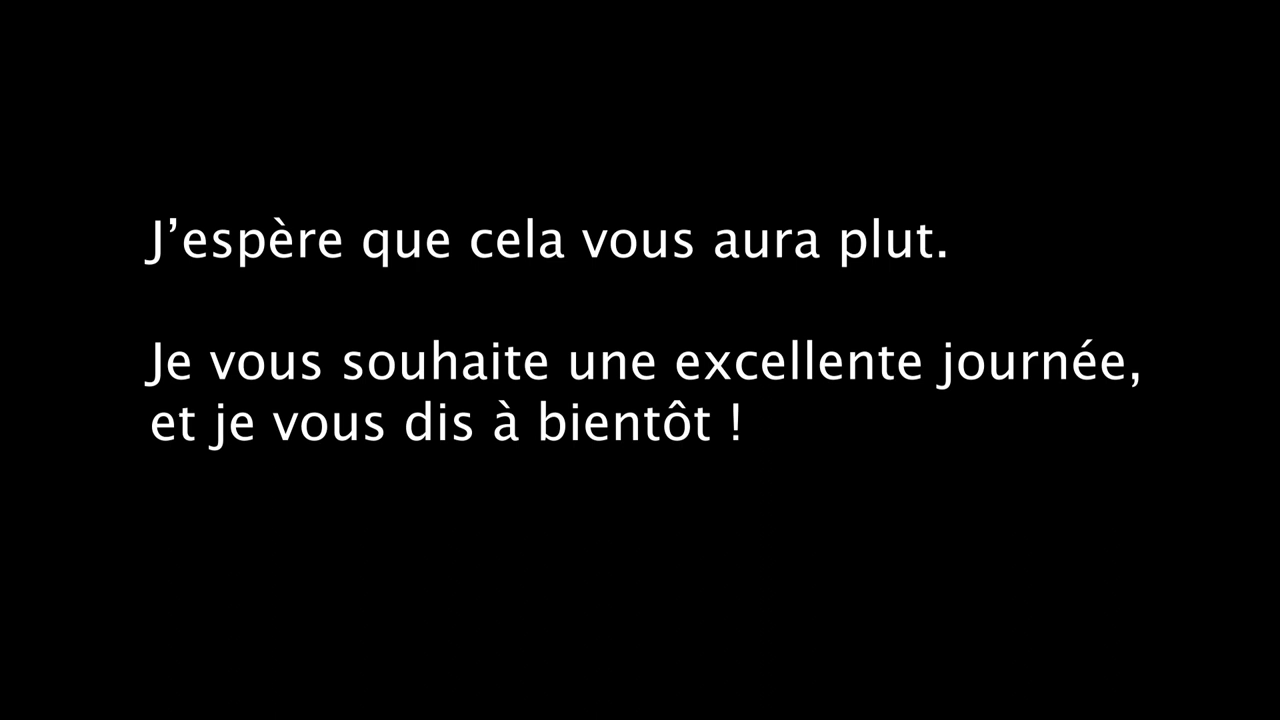 J’espère que cela vous aura plut.
Je vous souhaite une excellente journée,
et je vous dis à bientôt !